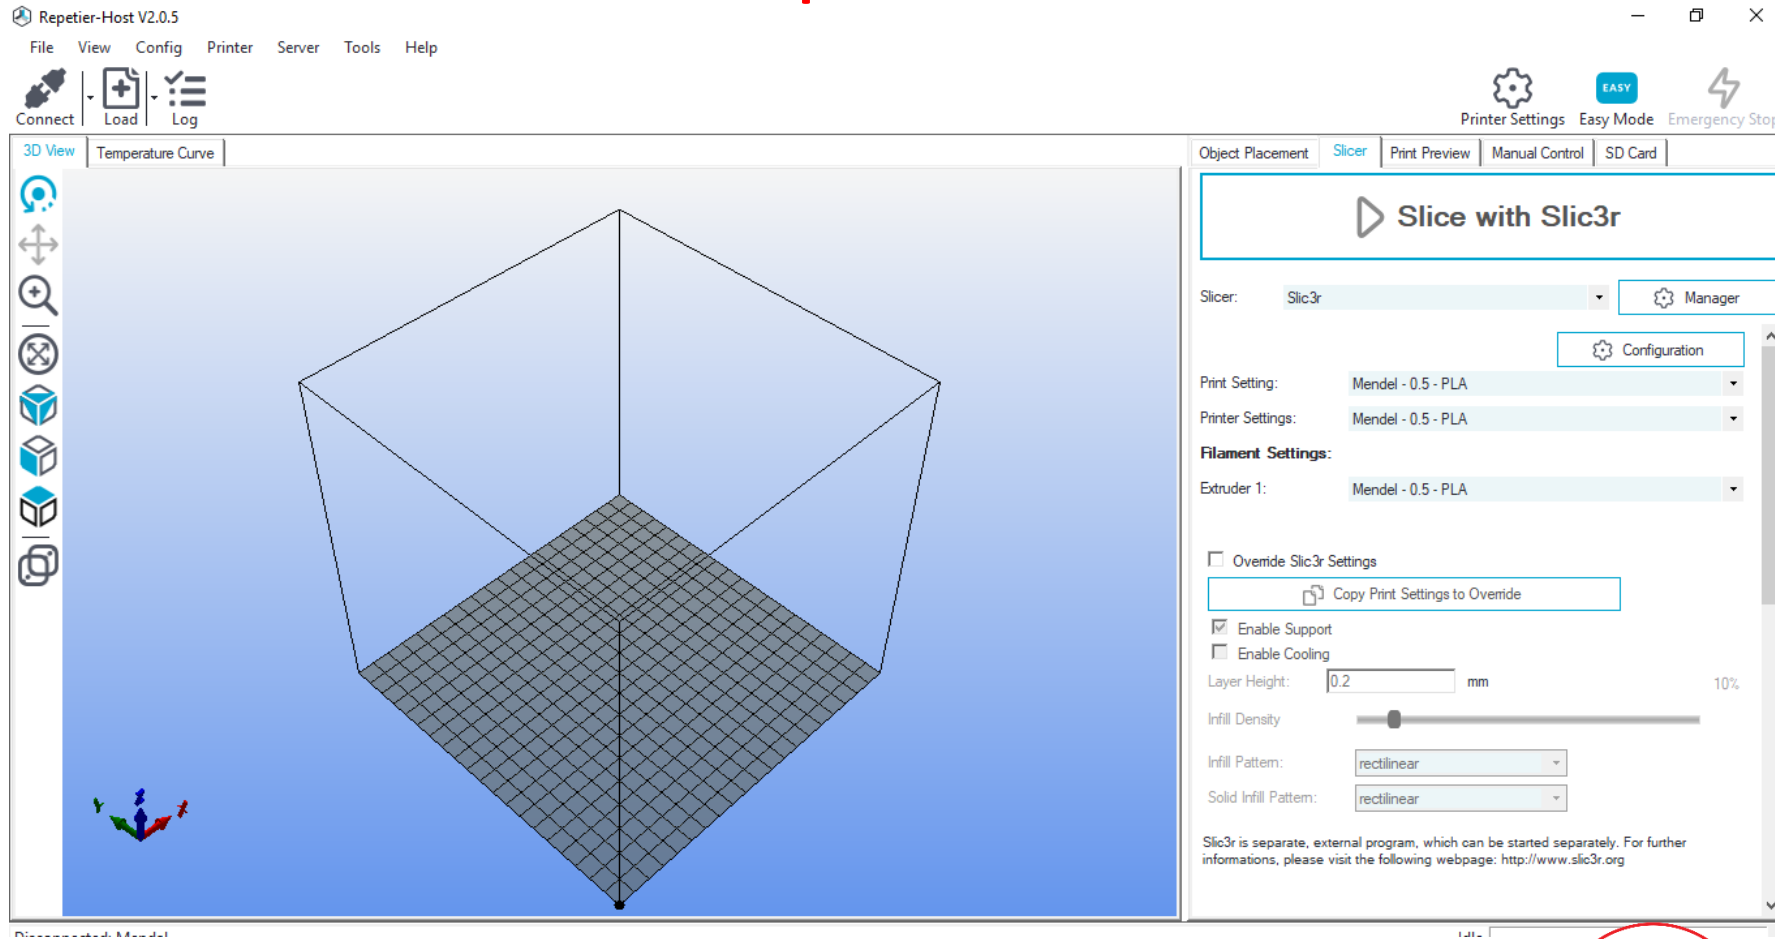 Repetier-Host V2.0.5
File View Config Printer Server Tools Help
EASY
Connect Load Log Printer Settings Easy Mode Emergency Stop
3D View Temperature Curve Object Placement Slicer Print Preview Manual Control SD Card
Slice with Slic3r
Slicer: Slic3r Manager
Configuration
Print Setting: Mendel - 0.5 - PLA
Printer Settings: Mendel - 0.5 - PLA
Filament Settings:
Extruder 1: Mendel - 0.5 - PLA
Override Slic3r Settings
Copy Print Settings to Override
Enable Support
Enable Cooling
Layer Height: 0.2 mm 10%
Infill Density
Infill Pattern: rectilinear
Solid Infill Pattern: rectilinear
Slic3r is separate, external program, which can be started separately. For further
informations, please visit the following webpage: http://www.slic3r.org
Disconnected: Mendel Idle